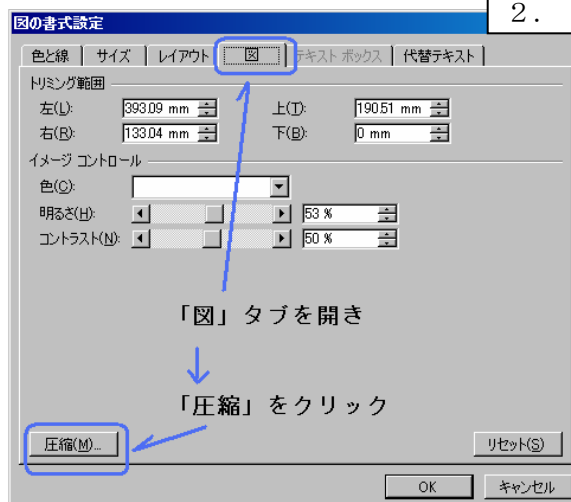 2.
図の書式設定
色と線 サイズ レイアウト 図 テキスト ボックス 代替テキスト
トリミング範囲
左(L): 393.09 mm 上(T): 190.51 mm
右(R): 133.04 mm 下(B): 0 mm
イメージ コントロール
色(C):
明るさ(H): 53 %
コントラスト(N): 50 %
「図」タブを開き
「圧縮」をクリック
圧縮(M)... リセット(S)
OK キャンセル